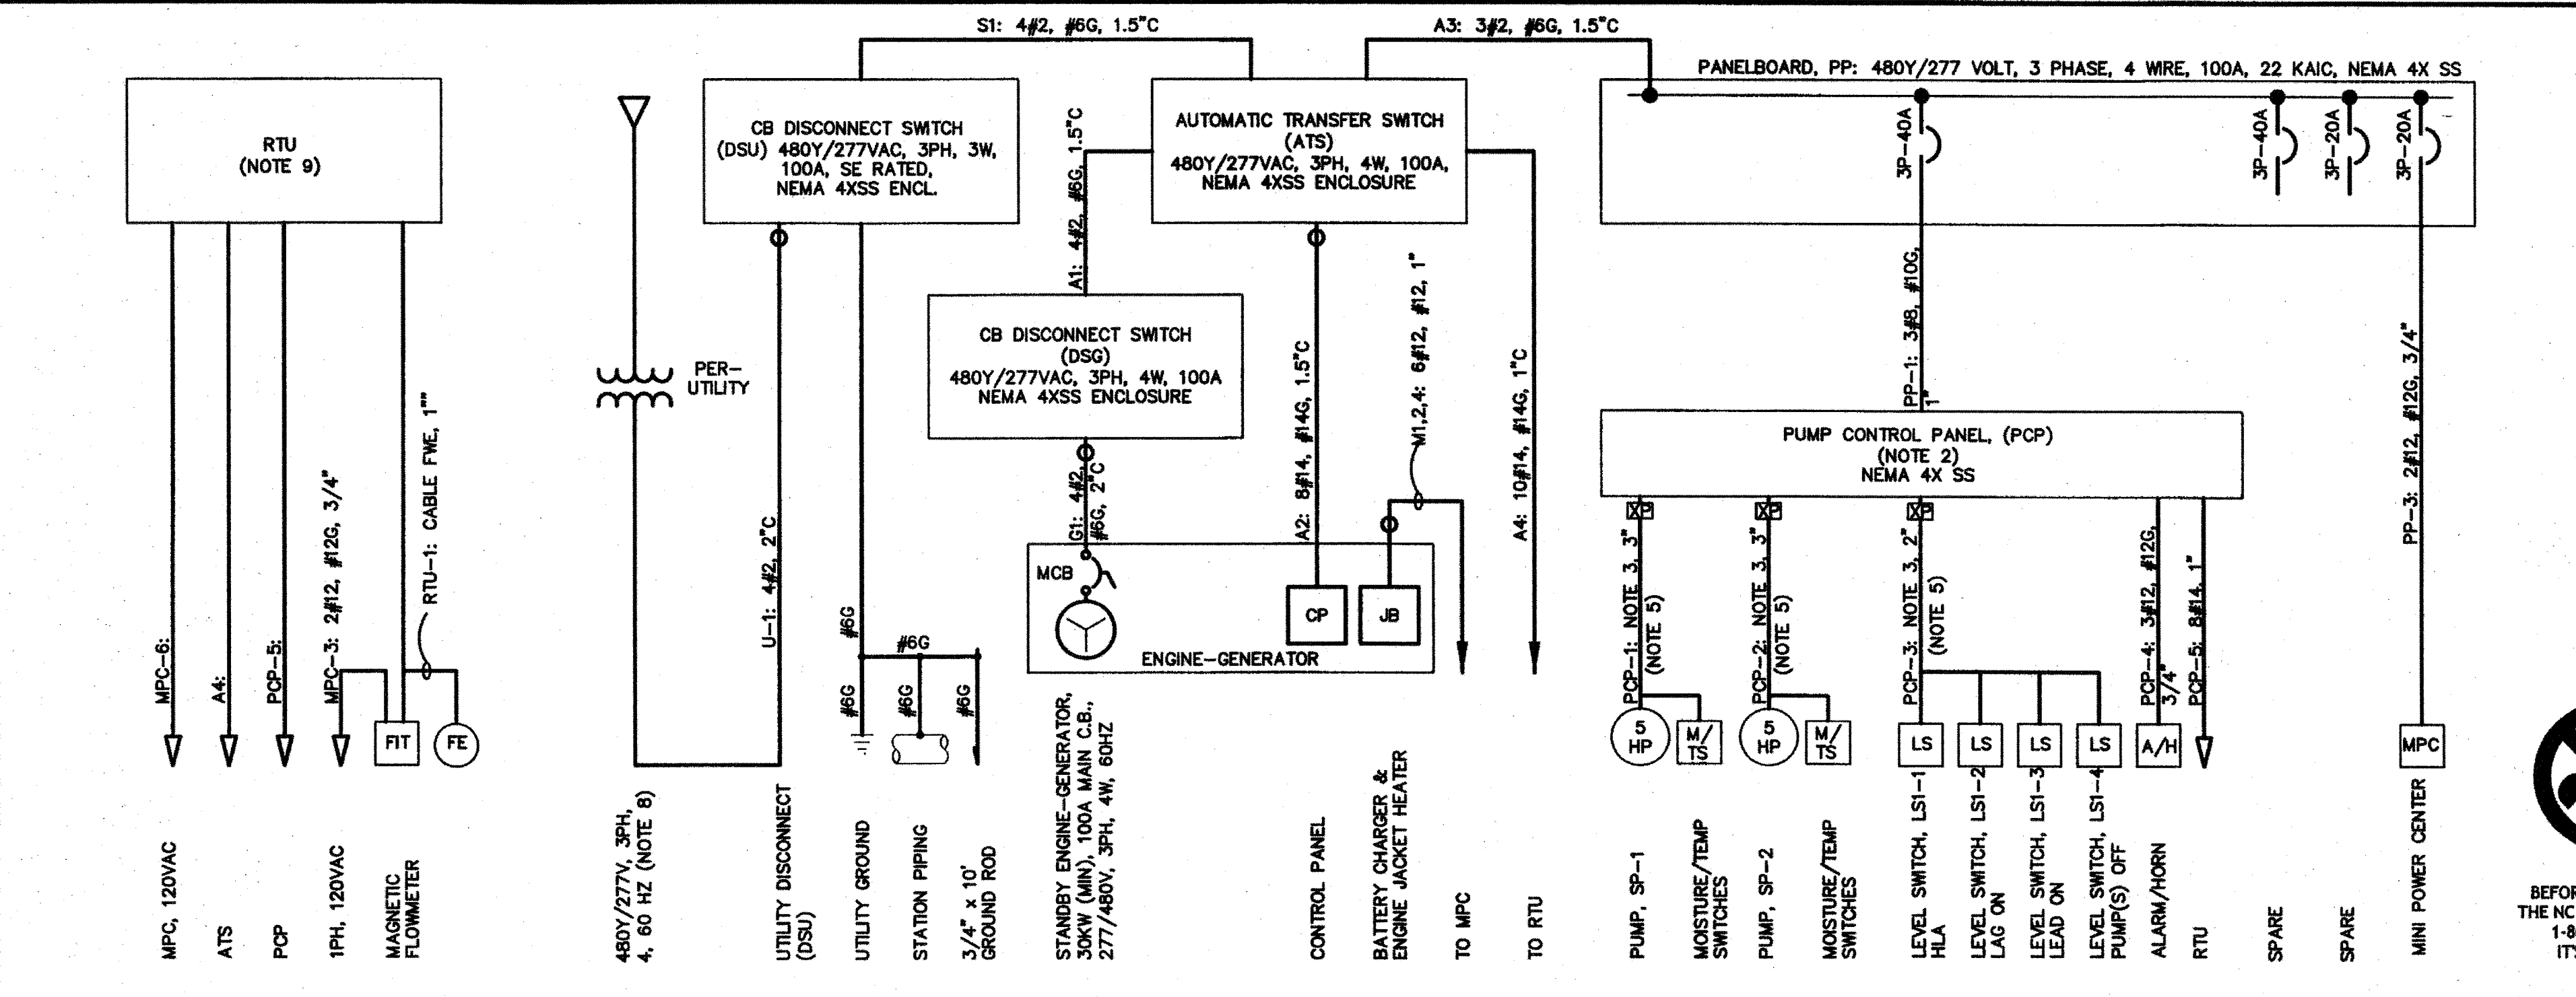 S1: 4#2, #6G, 1.5"C
A3: 3#2, #6G, 1.5"C
PANELBOARD, PP: 480Y/277 VOLT, 3 PHASE, 4 WIRE, 100A, 22 KAIC, NEMA 4X SS
RTU
(NOTE 9)
CB DISCONNECT SWITCH
(DSU) 480Y/277VAC, 3PH, 3W,
100A, SE RATED,
NEMA 4XSS ENCL.
AUTOMATIC TRANSFER SWITCH
(ATS)
480Y/277VAC, 3PH, 4W, 100A,
NEMA 4XSS ENCLOSURE
A1: 4#2, #6G, 1.5"C
3P-40A
3P-40A
3P-20A
3P-20A
CB DISCONNECT SWITCH
(DSG)
480Y/277VAC, 3PH, 4W, 100A
NEMA 4XSS ENCLOSURE
PER-
UTILITY
G1: 4#2,
#6G, 2"C
A2: 8#14, #14G, 1.5"C
M1,2,4: 6#12, #12, 1"
A4: 10#14, #14G, 1"C
PP-1: 3#8, #10G,
1"
PP-3: 2#12, #12G, 3/4"
PUMP CONTROL PANEL, (PCP)
(NOTE 2)
NEMA 4X SS
P
P
P
MPC-6:
A4:
PCP-5:
MPC-3: 2#12, #12G, 3/4"
RTU-1: CABLE FWE, 1""
FIT
FE
U-1: 4#2, 2"C
#6G
#6G
#6G
#6G
#6G
MCB
CP
JB
ENGINE-GENERATOR
PCP-1: NOTE 3, 3"
(NOTE 5)
PCP-2: NOTE 3, 3"
(NOTE 5)
PCP-3: NOTE 3, 2"
(NOTE 5)
PCP-4: 3#12, #12G,
3/4"
PCP-5: 8#14. 1"
5
HP
M/
TS
5
HP
M/
TS
LS
LS
LS
LS
A/H
MPC
MPC, 120VAC
ATS
PCP
1PH, 120VAC
MAGNETIC
FLOWMETER
480Y/277V, 3PH,
4, 60 HZ (NOTE 8)
UTILITY DISCONNECT
(DSU)
UTILITY GROUND
STATION PIPING
3/4" x 10'
GROUND ROD
STANDBY ENGINE-GENERATOR,
30KW (MIN), 100A MAIN C.B.,
277/480V, 3PH, 4W, 60HZ
CONTROL PANEL
BATTERY CHARGER &
ENGINE JACKET HEATER
TO MPC
TO RTU
PUMP, SP-1
MOISTURE/TEMP
SWITCHES
PUMP, SP-2
MOISTURE/TEMP
SWITCHES
LEVEL SWITCH, LS1-1
HLA
LEVEL SWITCH, LS1-2
LAG ON
LEVEL SWITCH, LS1-3
LEAD ON
LEVEL SWITCH, LS1-4
PUMP(S) OFF
ALARM/HORN
RTU
SPARE
SPARE
MINI POWER CENTER
BEFOR
THE NC
1-8
IT'